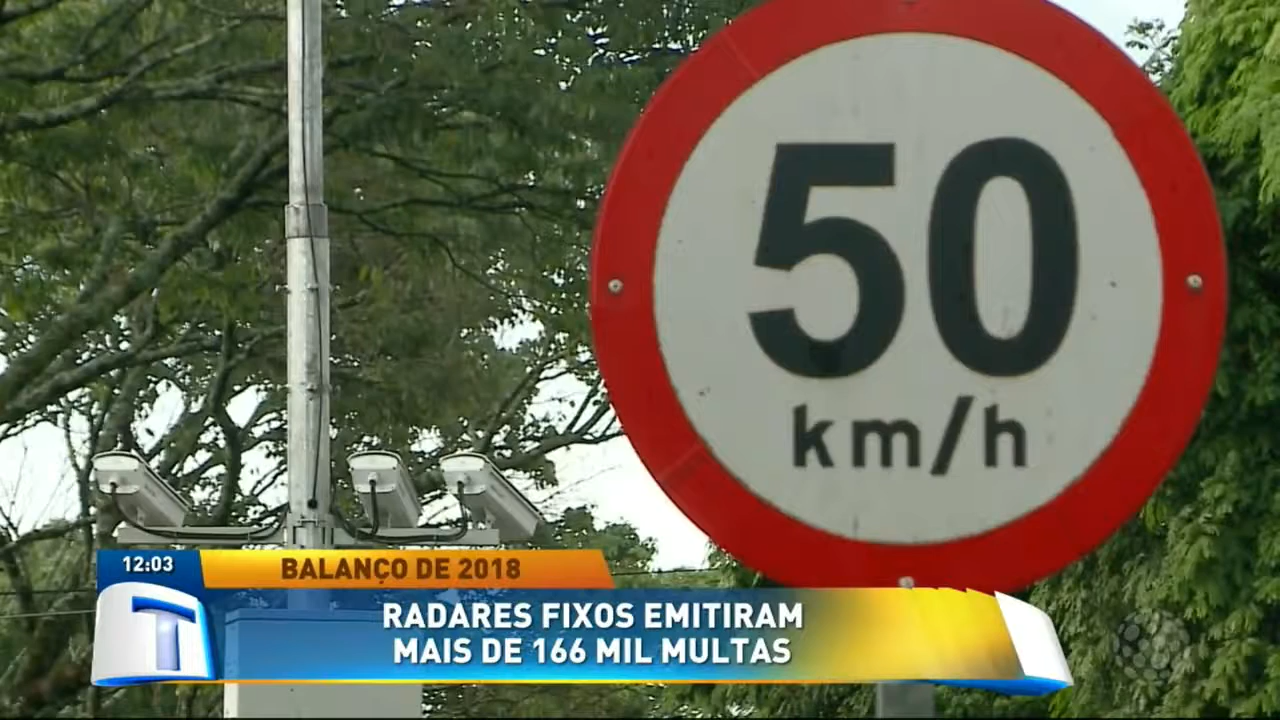 50
km/h
12:03
BALANÇO DE 2018
T
RADARES FIXOS EMITIRAM
MAIS DE 166 MIL MULTAS